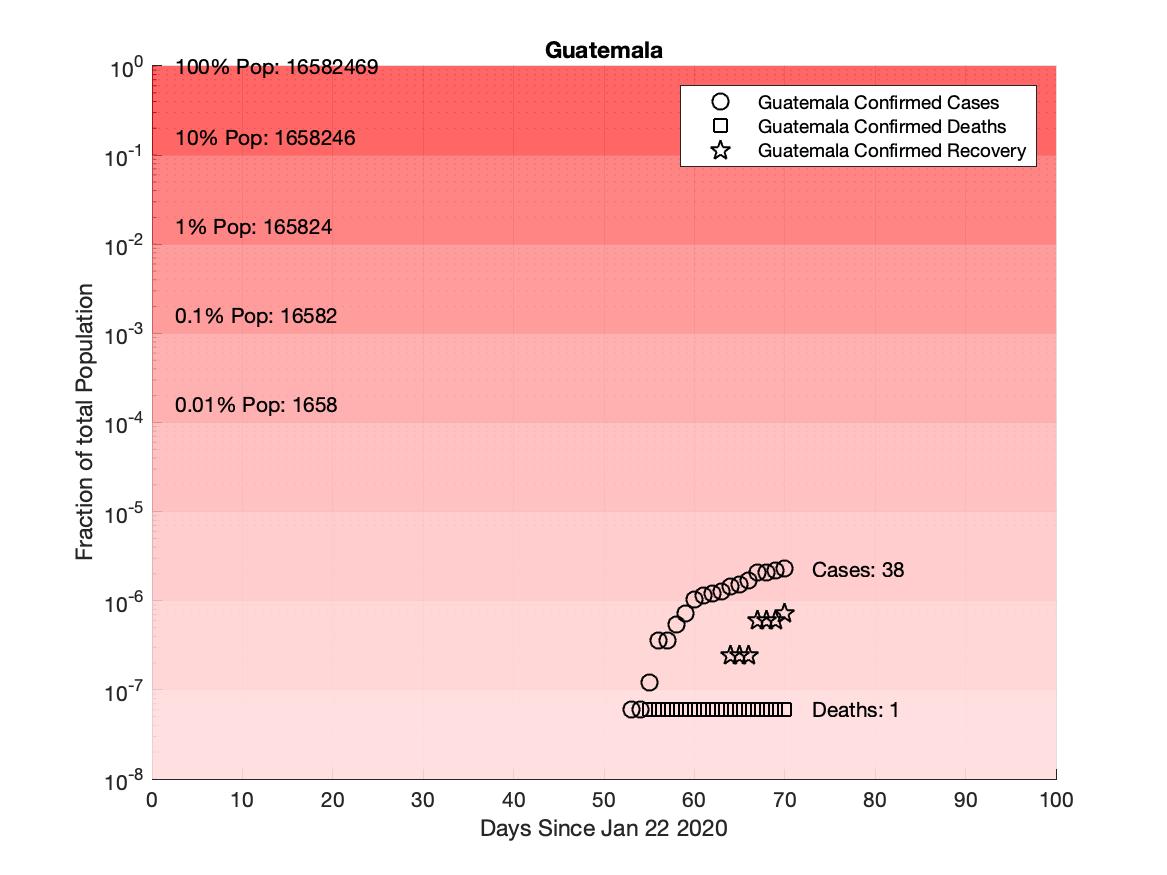 Guatemala
10^0
10^-1
10^-2
10^-3
10^-4
10^-5
10^-6
10^-7
10^-8
Fraction of total Population
100% Pop: 16582469
10% Pop: 1658246
1% Pop: 165824
0.1% Pop: 16582
0.01% Pop: 1658
Guatemala Confirmed Cases
Guatemala Confirmed Deaths
Guatemala Confirmed Recovery
Cases: 38
Deaths: 1
0 10 20 30 40 50 60 70 80 90 100
Days Since Jan 22 2020